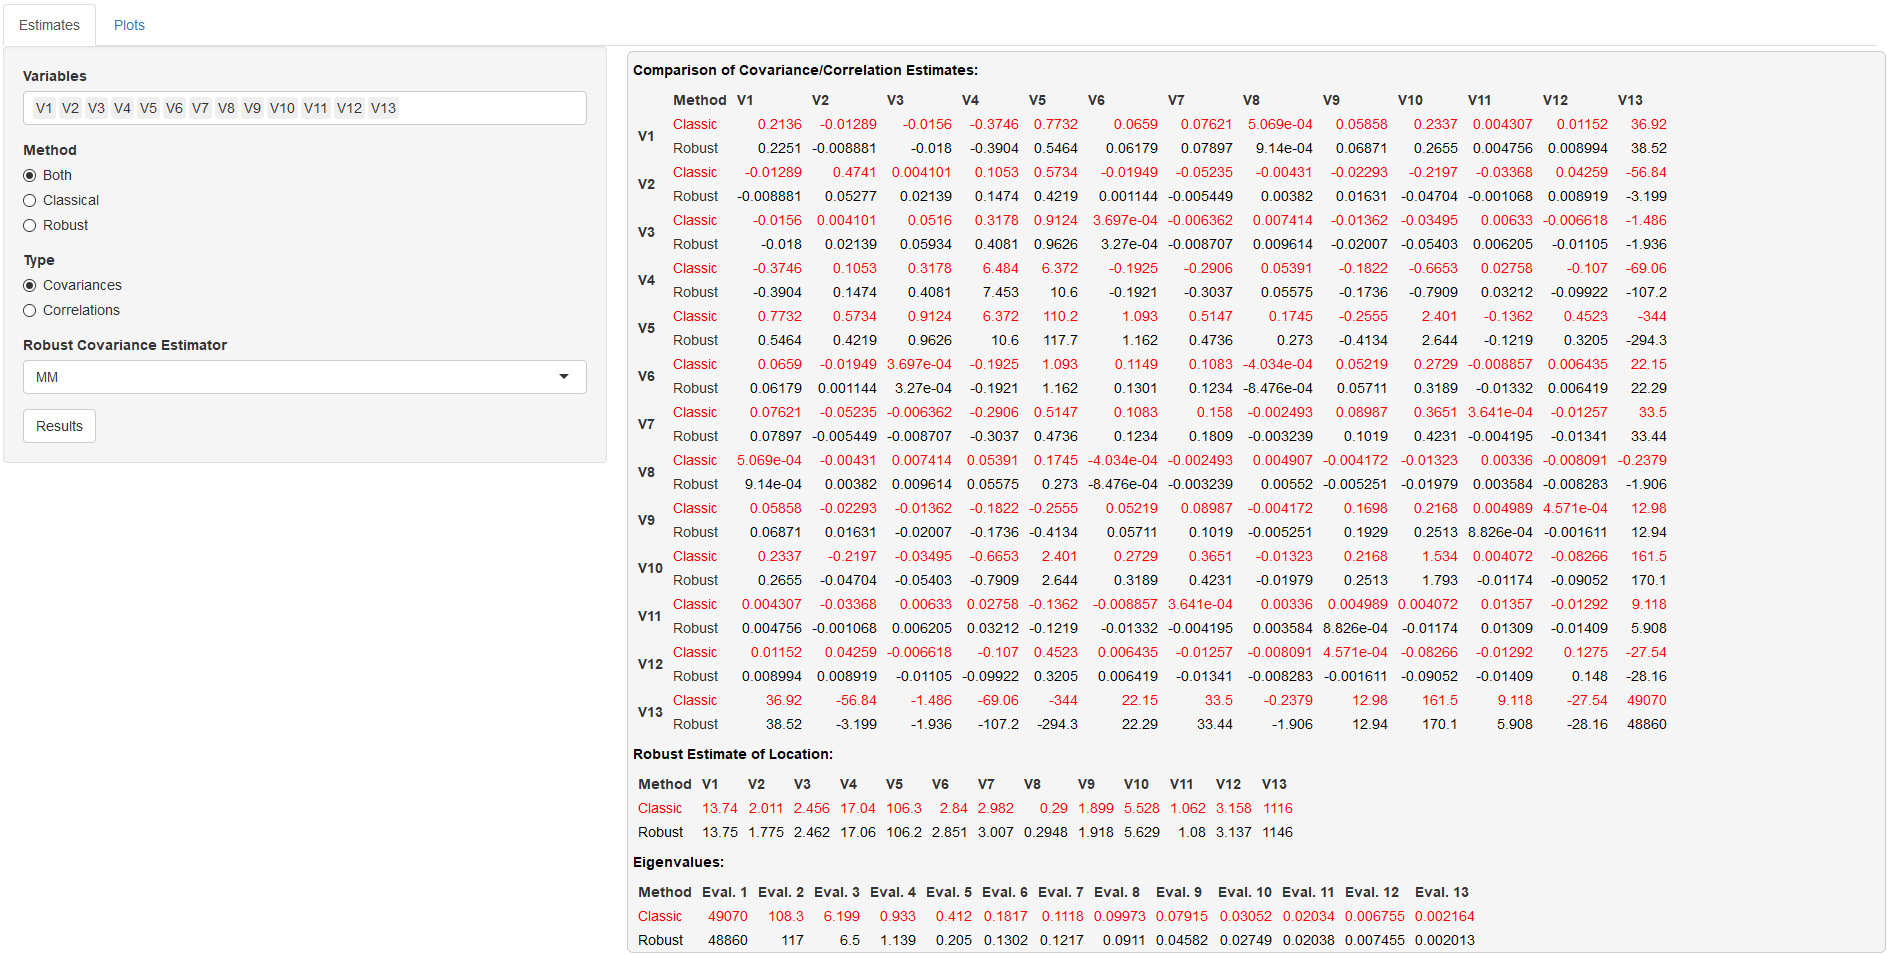 Estimates Plots
Variables
V1 V2 V3 V4 V5 V6 V7 V8 V9 V10 V11 V12 V13
Method
Both
Classical
Robust
Type
Covariances
Correlations
Robust Covariance Estimator
MM
Results
Comparison of Covariance/Correlation Estimates:
Method V1 V2 V3 V4 V5 V6 V7 V8 V9 V10 V11 V12 V13
V1
Classic 0.2136 -0.01289 -0.0156 -0.3746 0.7732 0.0659 0.07621 5.069e-04 0.05858 0.2337 0.004307 0.01152 36.92
Robust 0.2251 -0.008881 -0.018 -0.3904 0.5464 0.06179 0.07897 9.14e-04 0.06871 0.2655 0.004756 0.008994 38.52
V2
Classic -0.01289 0.4741 0.004101 0.1053 0.5734 -0.01949 -0.05235 -0.00431 -0.02293 -0.2197 -0.03368 0.04259 -56.84
Robust -0.008881 0.05277 0.02139 0.1474 0.4219 0.001144 -0.005449 0.00382 0.01631 -0.04704 -0.001068 0.008919 -3.199
V3
Classic -0.0156 0.004101 0.0516 0.3178 0.9124 3.697e-04 -0.006362 0.007414 -0.01362 -0.03495 0.00633 -0.006618 -1.486
Robust -0.018 0.02139 0.05934 0.4081 0.9626 3.27e-04 -0.008707 0.009614 -0.02007 -0.05403 0.006205 -0.01105 -1.936
V4
Classic -0.3746 0.1053 0.3178 6.484 6.372 -0.1925 -0.2906 0.05391 -0.1822 -0.6653 0.02758 -0.107 -69.06
Robust -0.3904 0.1474 0.4081 7.453 10.6 -0.1921 -0.3037 0.05575 -0.1736 -0.7909 0.03212 -0.09922 -107.2
V5
Classic 0.7732 0.5734 0.9124 6.372 110.2 1.093 0.5147 0.1745 -0.2555 2.401 -0.1362 0.4523 -344
Robust 0.5464 0.4219 0.9626 10.6 117.7 1.162 0.4736 0.273 -0.4134 2.644 -0.1219 0.3205 -294.3
V6
Classic 0.0659 -0.01949 3.697e-04 -0.1925 1.093 0.1149 0.1083 -4.034e-04 0.05219 0.2729 -0.008857 0.006435 22.15
Robust 0.06179 0.001144 3.27e-04 -0.1921 1.162 0.1301 0.1234 -8.476e-04 0.05711 0.3189 -0.01332 0.006419 22.29
V7
Classic 0.07621 -0.05235 -0.006362 -0.2906 0.5147 0.1083 0.158 -0.002493 0.08987 0.3651 3.641e-04 -0.01257 33.5
Robust 0.07897 -0.005449 -0.008707 -0.3037 0.4736 0.1234 0.1809 -0.003239 0.1019 0.4231 -0.004195 -0.01341 33.44
V8
Classic 5.069e-04 -0.00431 0.007414 0.05391 0.1745 -4.034e-04 -0.002493 0.004907 -0.004172 -0.01323 0.00336 -0.008091 -0.2379
Robust 9.14e-04 0.00382 0.009614 0.05575 0.273 -8.476e-04 -0.003239 0.00552 -0.005251 -0.01979 0.003584 -0.008283 -1.906
V9
Classic 0.05858 -0.02293 -0.01362 -0.1822 -0.2555 0.05219 0.08987 -0.004172 0.1698 0.2168 0.004989 4.571e-04 12.98
Robust 0.06871 0.01631 -0.02007 -0.1736 -0.4134 0.05711 0.1019 -0.005251 0.1929 0.2513 8.826e-04 -0.001611 12.94
V10
Classic 0.2337 -0.2197 -0.03495 -0.6653 2.401 0.2729 0.3651 -0.01323 0.2168 1.534 0.004072 -0.08266 161.5
Robust 0.2655 -0.04704 -0.05403 -0.7909 2.644 0.3189 0.4231 -0.01979 0.2513 1.793 -0.01174 -0.09052 170.1
V11
Classic 0.004307 -0.03368 0.00633 0.02758 -0.1362 -0.008857 3.641e-04 0.00336 0.004989 0.004072 0.01357 -0.01292 9.118
Robust 0.004756 -0.001068 0.006205 0.03212 -0.1219 -0.01332 -0.004195 0.003584 8.826e-04 -0.01174 0.01309 -0.01409 5.908
V12
Classic 0.01152 0.04259 -0.006618 -0.107 0.4523 0.006435 -0.01257 -0.008091 4.571e-04 -0.08266 -0.01292 0.1275 -27.54
Robust 0.008994 0.008919 -0.01105 -0.09922 0.3205 0.006419 -0.01341 -0.008283 -0.001611 -0.09052 -0.01409 0.148 -28.16
V13
Classic 36.92 -56.84 -1.486 -69.06 -344 22.15 33.5 -0.2379 12.98 161.5 9.118 -27.54 49070
Robust 38.52 -3.199 -1.936 -107.2 -294.3 22.29 33.44 -1.906 12.94 170.1 5.908 -28.16 48860
Robust Estimate of Location:
Method V1 V2 V3 V4 V5 V6 V7 V8 V9 V10 V11 V12 V13
Classic 13.74 2.011 2.456 17.04 106.3 2.84 2.982 0.29 1.899 5.528 1.062 3.158 1116
Robust 13.75 1.775 2.462 17.06 106.2 2.851 3.007 0.2948 1.918 5.629 1.08 3.137 1146
Eigenvalues:
Method Eval. 1 Eval. 2 Eval. 3 Eval. 4 Eval. 5 Eval. 6 Eval. 7 Eval. 8 Eval. 9 Eval. 10 Eval. 11 Eval. 12 Eval. 13
Classic 49070 108.3 6.199 0.933 0.412 0.1817 0.1118 0.09973 0.07915 0.03052 0.02034 0.006755 0.002164
Robust 48860 117 6.5 1.139 0.205 0.1302 0.1217 0.0911 0.04582 0.02749 0.02038 0.007455 0.002013